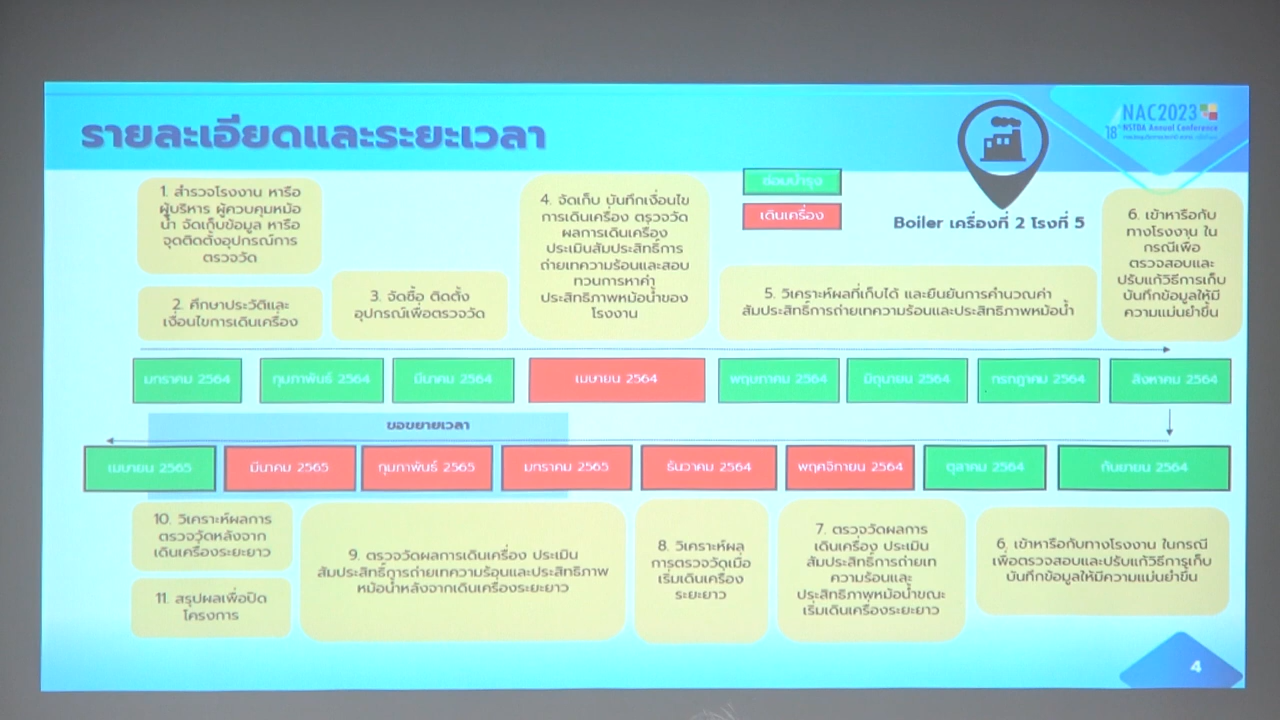 รายละเอียดและระยะเวลา
NAC2023
18th NSTDA Annual Conference
ซ่อมบำรุง
เดินเครื่อง
Boiler เครื่องที่ 2 โรงที่ 5
1. สำรวจโรงงาน หารือ
ผู้บริหาร ผู้ควบคุมหม้อ
น้ำ จัดเก็บข้อมูล หารือ
จุดติดตั้งอุปกรณ์การ
ตรวจวัด
2. ศึกษาประวัติและ
เงื่อนไขการเดินเครื่อง
3. จัดซื้อ ติดตั้ง
อุปกรณ์เพื่อตรวจวัด
4. จัดเก็บ บันทึกเงื่อนไข
การเดินเครื่อง ตรวจวัด
ผลการเดินเครื่อง
ประเมินสัมประสิทธิ์การ
ถ่ายเทความร้อนและสอบ
ทวนการหาค่า
ประสิทธิภาพหม้อน้ำของ
โรงงาน
5. วิเคราะห์ผลที่เก็บได้ และยืนยันการคำนวณค่า
สัมประสิทธิ์การถ่ายเทความร้อนและประสิทธิภาพหม้อน้ำ
6. เข้าหารือกับ
ทางโรงงาน ใน
กรณีเพื่อ
ตรวจสอบและ
ปรับแก้วิธีการเก็บ
บันทึกข้อมูลให้มี
ความแม่นยำขึ้น
มกราคม 2564
กุมภาพันธ์ 2564
มีนาคม 2564
เมษายน 2564
พฤษภาคม 2564
มิถุนายน 2564
กรกฎาคม 2564
สิงหาคม 2564
ขอขยายเวลา
เมษายน 2565
มีนาคม 2565
กุมภาพันธ์ 2565
มกราคม 2565
ธันวาคม 2564
พฤศจิกายน 2564
ตุลาคม 2564
กันยายน 2564
10. วิเคราะห์ผลการ
ตรวจวัดหลังจาก
เดินเครื่องระยะยาว
11. สรุปผลเพื่อปิด
โครงการ
9. ตรวจวัดผลการเดินเครื่อง ประเมิน
สัมประสิทธิ์การถ่ายเทความร้อนและประสิทธิภาพ
หม้อน้ำหลังจากเดินเครื่องระยะยาว
8. วิเคราะห์ผล
การตรวจวัดเมื่อ
เริ่มเดินเครื่อง
ระยะยาว
7. ตรวจวัดผลการ
เดินเครื่อง ประเมิน
สัมประสิทธิ์การถ่ายเท
ความร้อนและ
ประสิทธิภาพหม้อน้ำขณะ
เริ่มเดินเครื่องระยะยาว
6. เข้าหารือกับทางโรงงาน ในกรณี
เพื่อตรวจสอบและปรับแก้วิธีการเก็บ
บันทึกข้อมูลให้มีความแม่นยำขึ้น
4